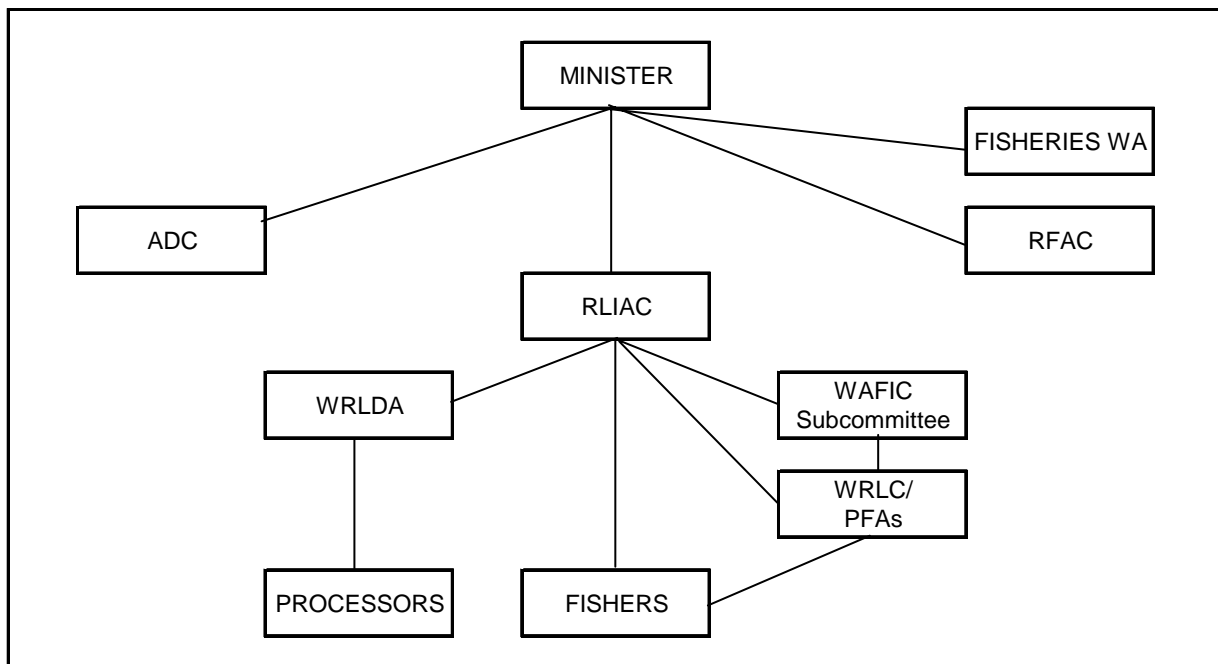 MINISTER
FISHERIES WA
ADC
RFAC
RLIAC
WRLDA
WAFIC
Subcommittee
WRLC/
PFAs
PROCESSORS
FISHERS